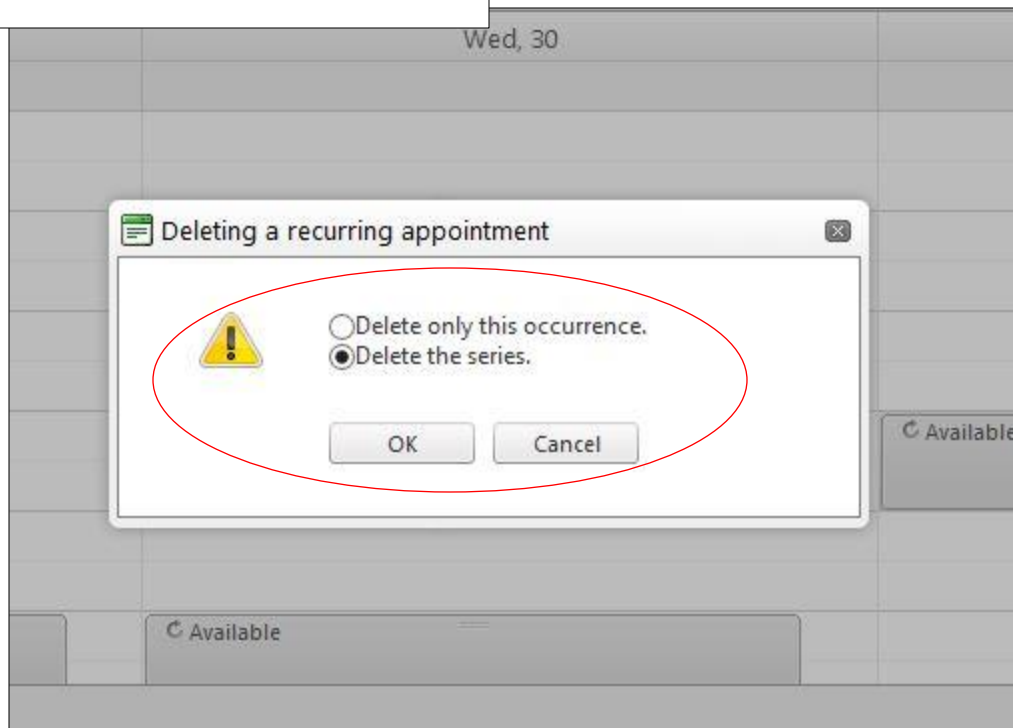 Wed, 30
Deleting a recurring appointment
Delete only this occurrence.
Delete the series.
OK Cancel
Available
Available